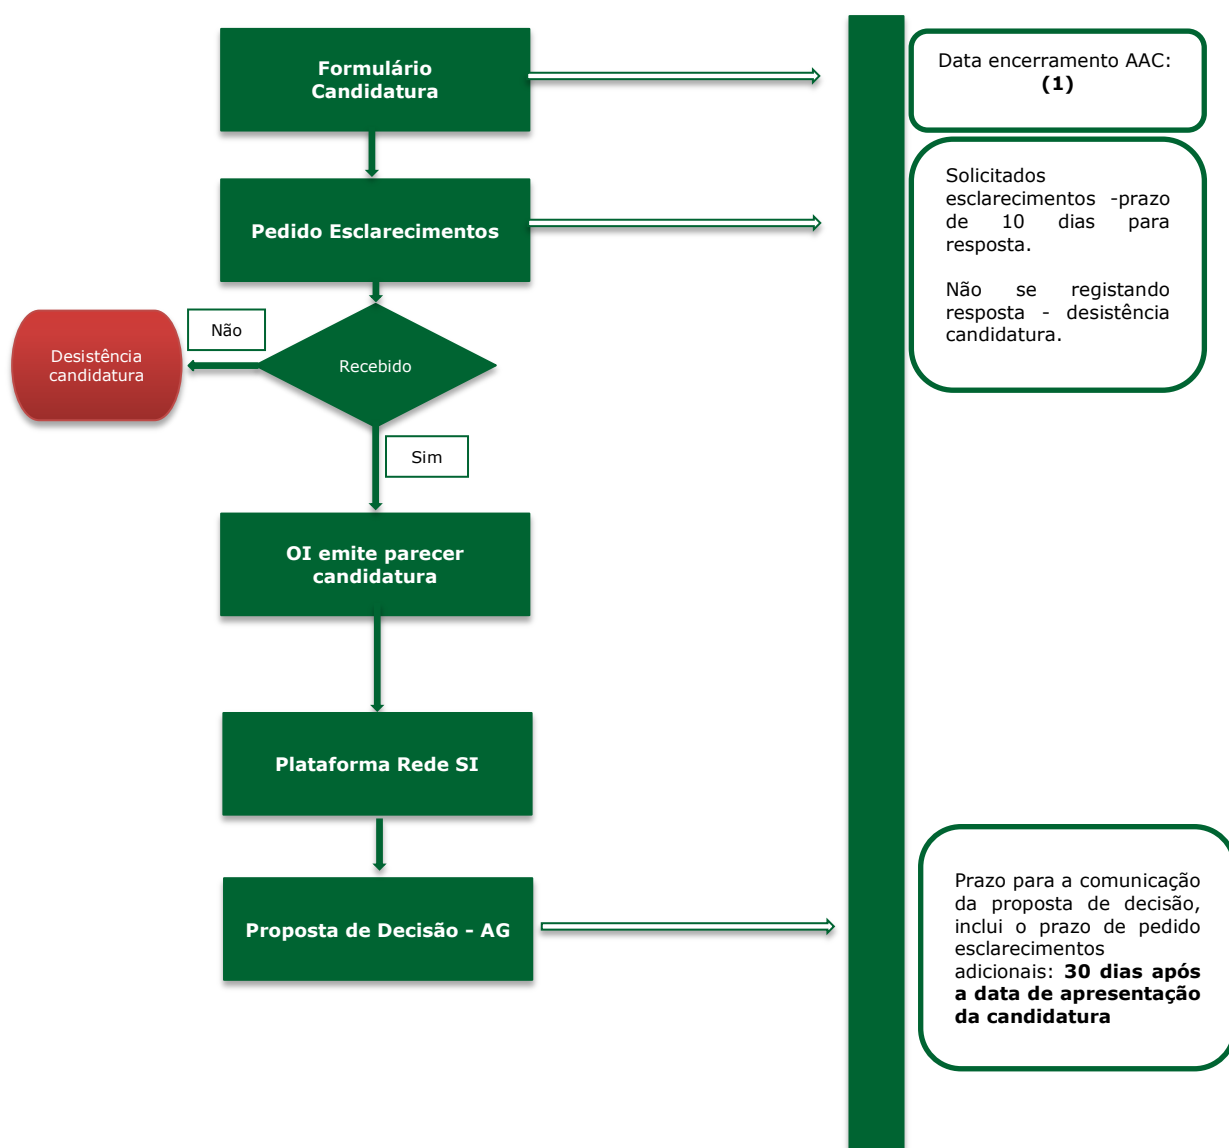 Formulário
Candidatura
Data encerramento AAC:
(1)
Pedido Esclarecimentos
Solicitados
esclarecimentos -prazo
de 10 dias para
resposta.
Não se registando
resposta - desistência
candidatura.
Não
Desistência
candidatura
Recebido
Sim
OI emite parecer
candidatura
Plataforma Rede SI
Proposta de Decisão - AG
Prazo para a comunicação
da proposta de decisão,
inclui o prazo de pedido
esclarecimentos
adicionais: 30 dias após
a data de apresentação
da candidatura